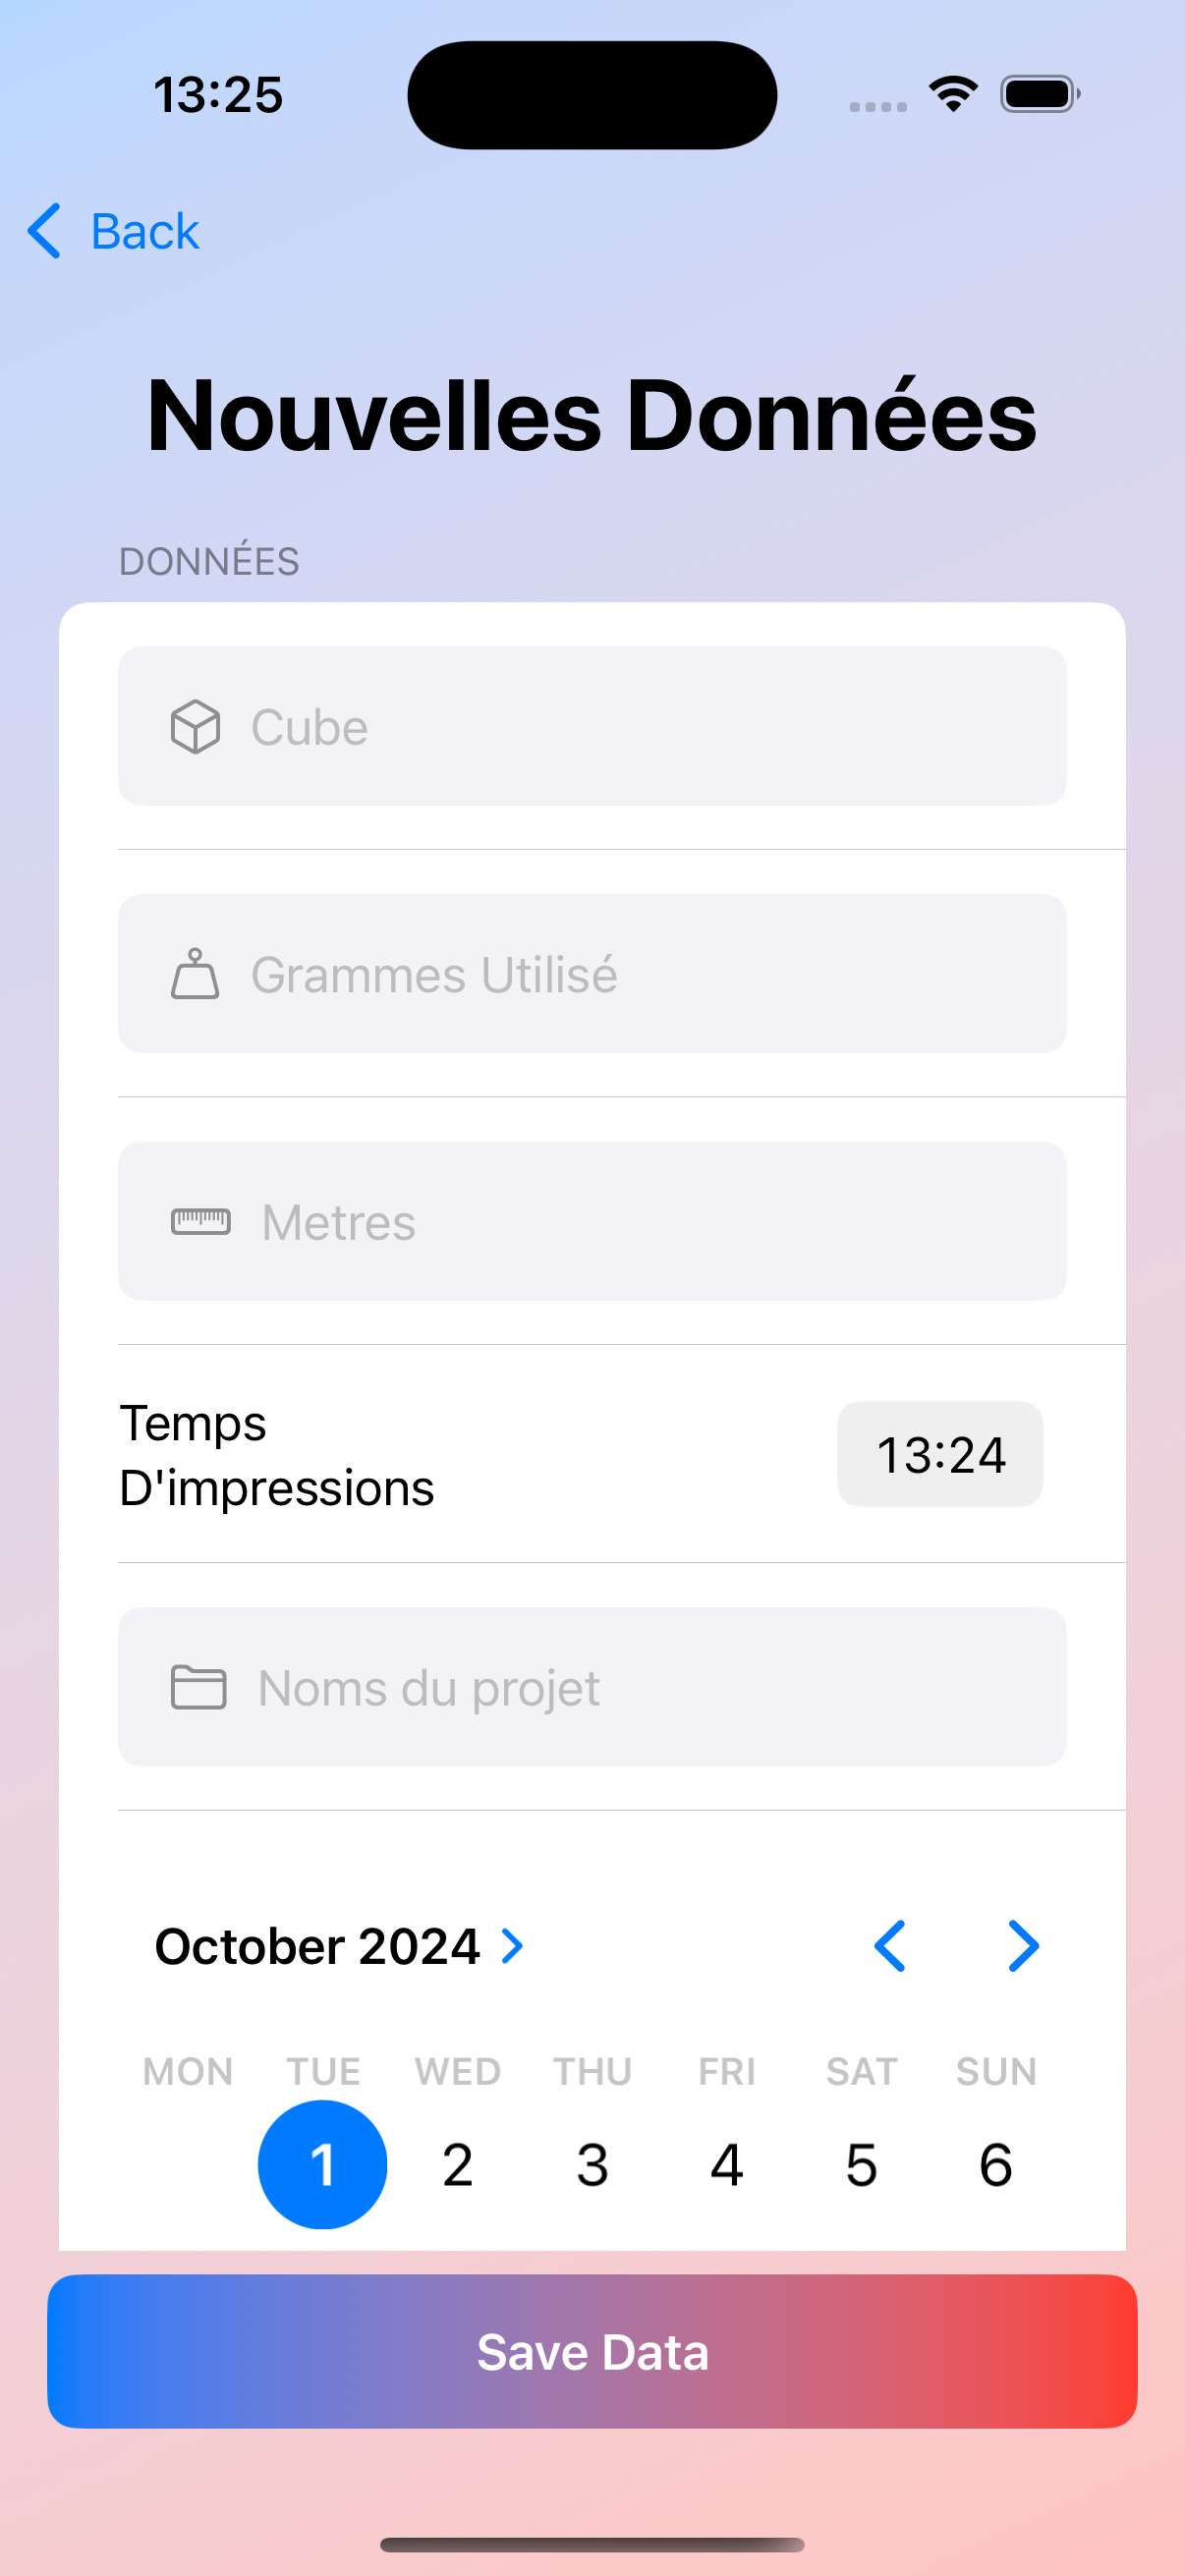 13:25
Back
Nouvelles Données
DONNÉES
Cube
Grammes Utilisé
Metres
Temps
D'impressions
13:24
Noms du projet
October 2024
MON TUE WED THU FRI SAT SUN
1 2 3 4 5 6
Save Data